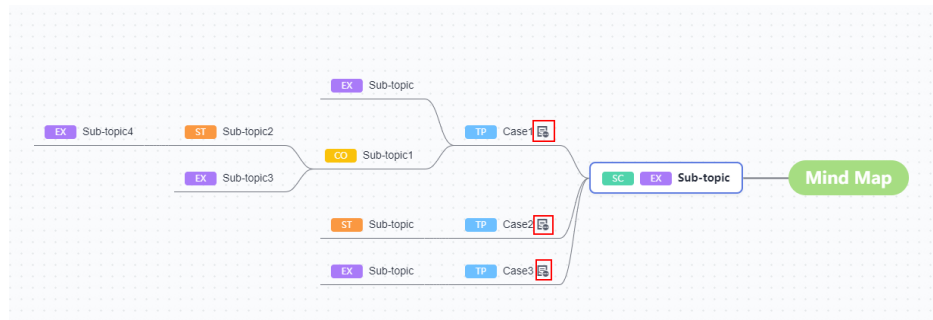 EX Sub-topic
EX Sub-topic4 ST Sub-topic2 TP Case1
CO Sub-topic1
EX Sub-topic3 SC EX Sub-topic Mind Map
ST Sub-topic TP Case2
EX Sub-topic TP Case3